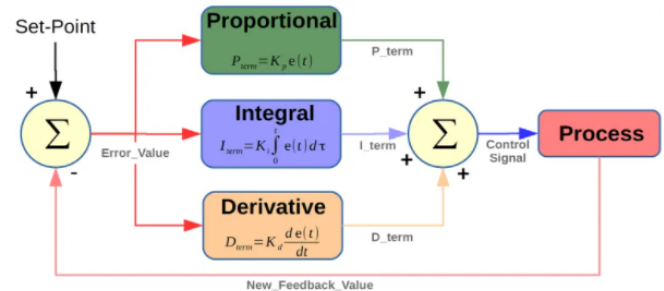 Set-Point
+
Σ
-
Error_Value
Proportional
P_term=K_p e(t)
P_term
Integral
I_term=K_i∫_0^t e(t)dτ
I_term
Derivative
D_term=K_d de(t)/dt
D_term
+
+
+
Σ
Control
Signal
Process
New_Feedback_Value